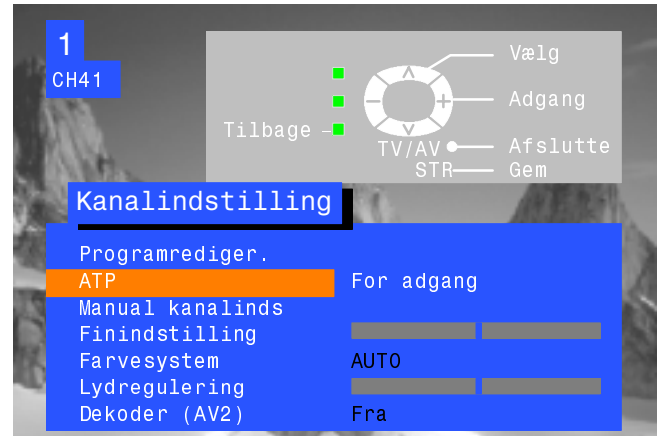 1
CH41
Vælg
Adgang
Tilbage
TV/AV
Afslutte
STR
Gem
Kanalindstilling
Programrediger.
ATP For adgang
Manual kanalinds
Finindstilling
Farvesystem AUTO
Lydregulering
Dekoder (AV2) Fra